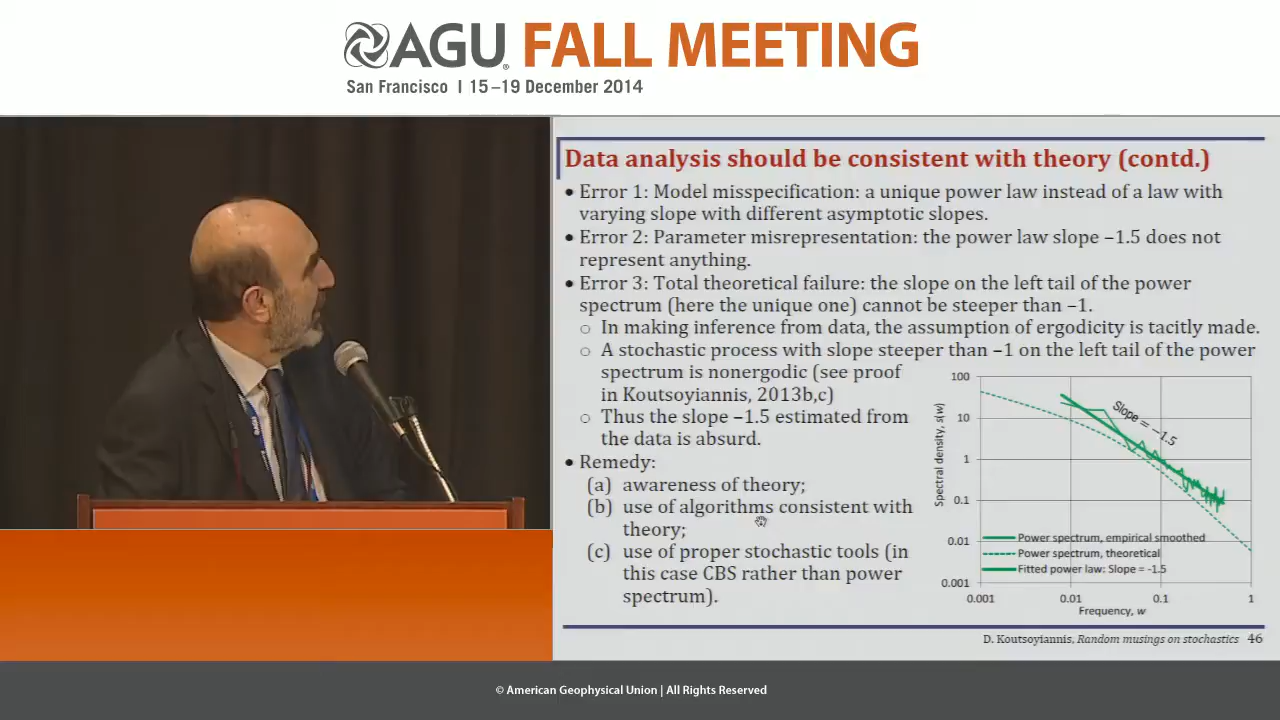 AGU FALL MEETING
San Francisco | 15–19 December 2014
Data analysis should be consistent with theory (contd.)
• Error 1: Model misspecification: a unique power law instead of a law with
varying slope with different asymptotic slopes.
• Error 2: Parameter misrepresentation: the power law slope –1.5 does not
represent anything.
• Error 3: Total theoretical failure: the slope on the left tail of the power
spectrum (here the unique one) cannot be steeper than –1.
○ In making inference from data, the assumption of ergodicity is tacitly made.
○ A stochastic process with slope steeper than –1 on the left tail of the power
spectrum is nonergodic (see proof
in Koutsoyiannis, 2013b,c)
○ Thus the slope –1.5 estimated from
the data is absurd.
• Remedy:
(a) awareness of theory;
(b) use of algorithms consistent with
theory;
(c) use of proper stochastic tools (in
this case CBS rather than power
spectrum).
Spectral density, s(w)
100
10
1
0.1
0.01
0.001
Slope = –1.5
Power spectrum, empirical smoothed
Power spectrum, theoretical
Fitted power law: Slope = -1.5
0.001 0.01 0.1 1
Frequency, w
D. Koutsoyiannis, Random musings on stochastics 46
© American Geophysical Union | All Rights Reserved